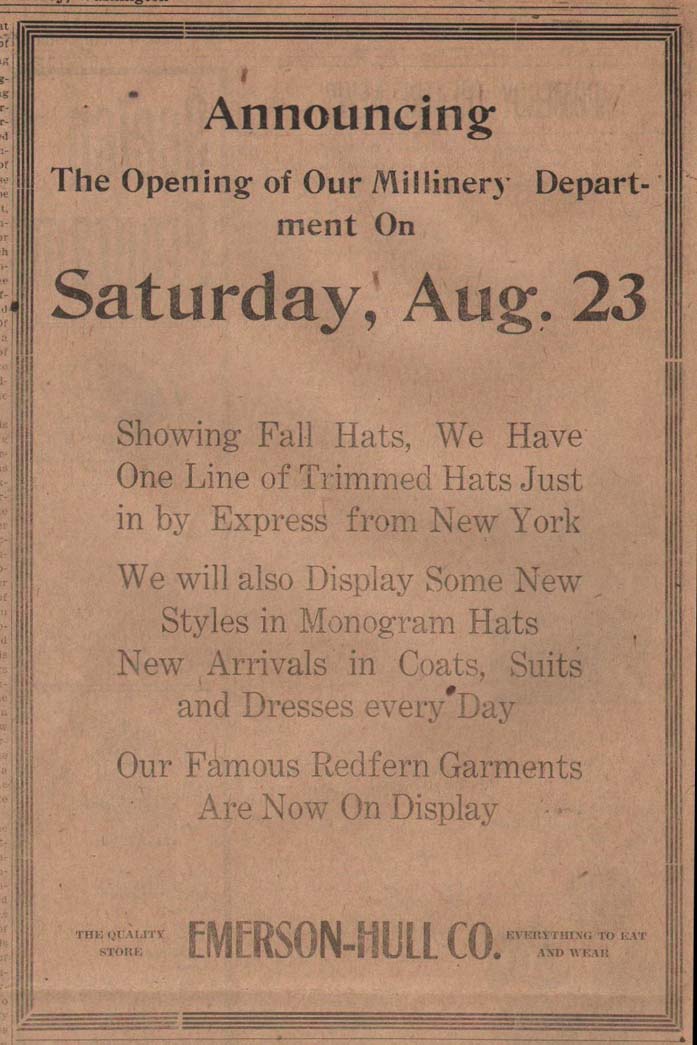 Washington
Announcing
The Opening of Our Millinery Depart-
ment On
Saturday, Aug. 23
Showing Fall Hats, We Have
One Line of Trimmed Hats Just
in by Express from New York
We will also Display Some New
Styles in Monogram Hats
New Arrivals in Coats, Suits
and Dresses every Day
Our Famous Redfern Garments
Are Now On Display
THE QUALITY
STORE
EMERSON-HULL CO.
EVERYTHING TO EAT
AND WEAR